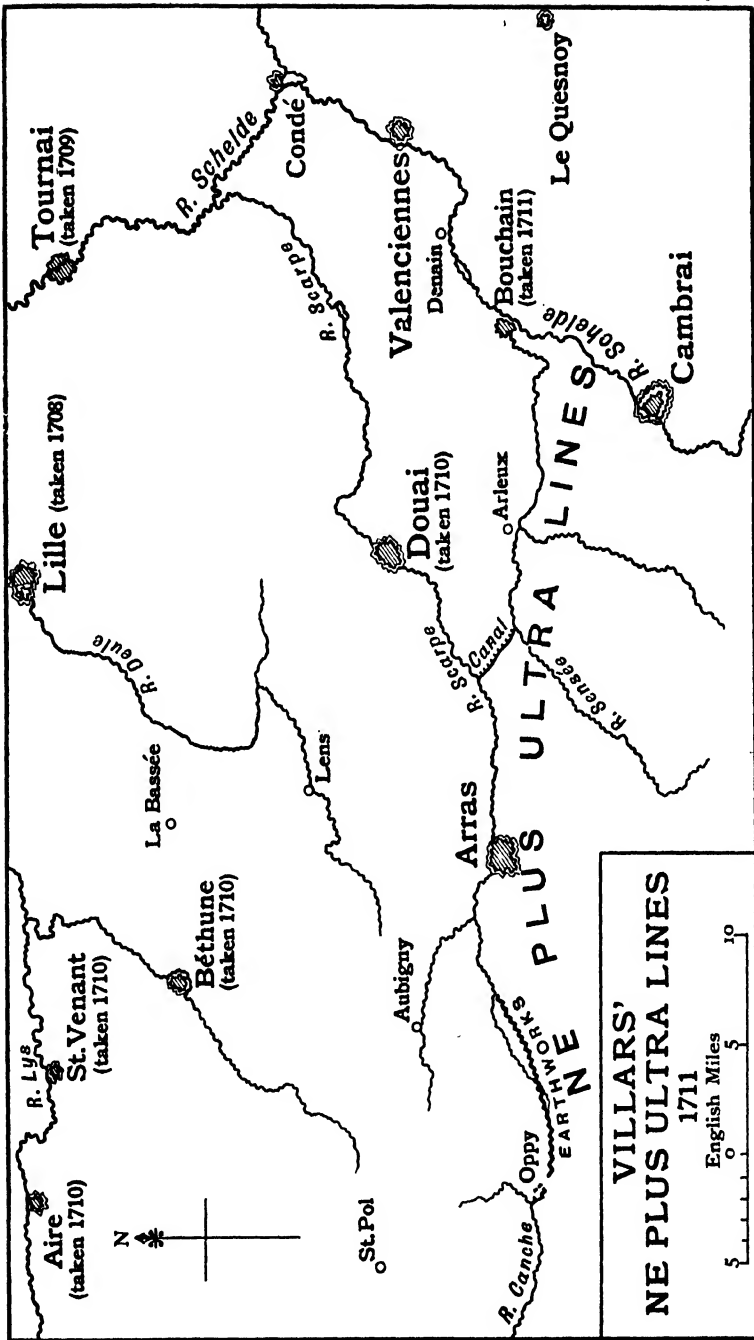 Aire
(taken 1710)
R. Lys
St.Venant
(taken 1710)
Béthune
(taken 1710)
La Bassée
R. Deule
Lille (taken 1708)
Tournai
(taken 1709)
R. Schelde
Condé
R. Scarpe
Valenciennes
Denain
Bouchain
(taken 1711)
Le Quesnoy
R. Schelde
Cambrai
Douai
(taken 1710)
Arleux
Lens
R. Scarpe
Canal
R. Sensée
Arras
Aubigny
N
St.Pol
R. Canche
Oppy
EARTHWORKS
NE PLUS ULTRA LINES
VILLARS'
NE PLUS ULTRA LINES
1711
English Miles
5 0 5 10